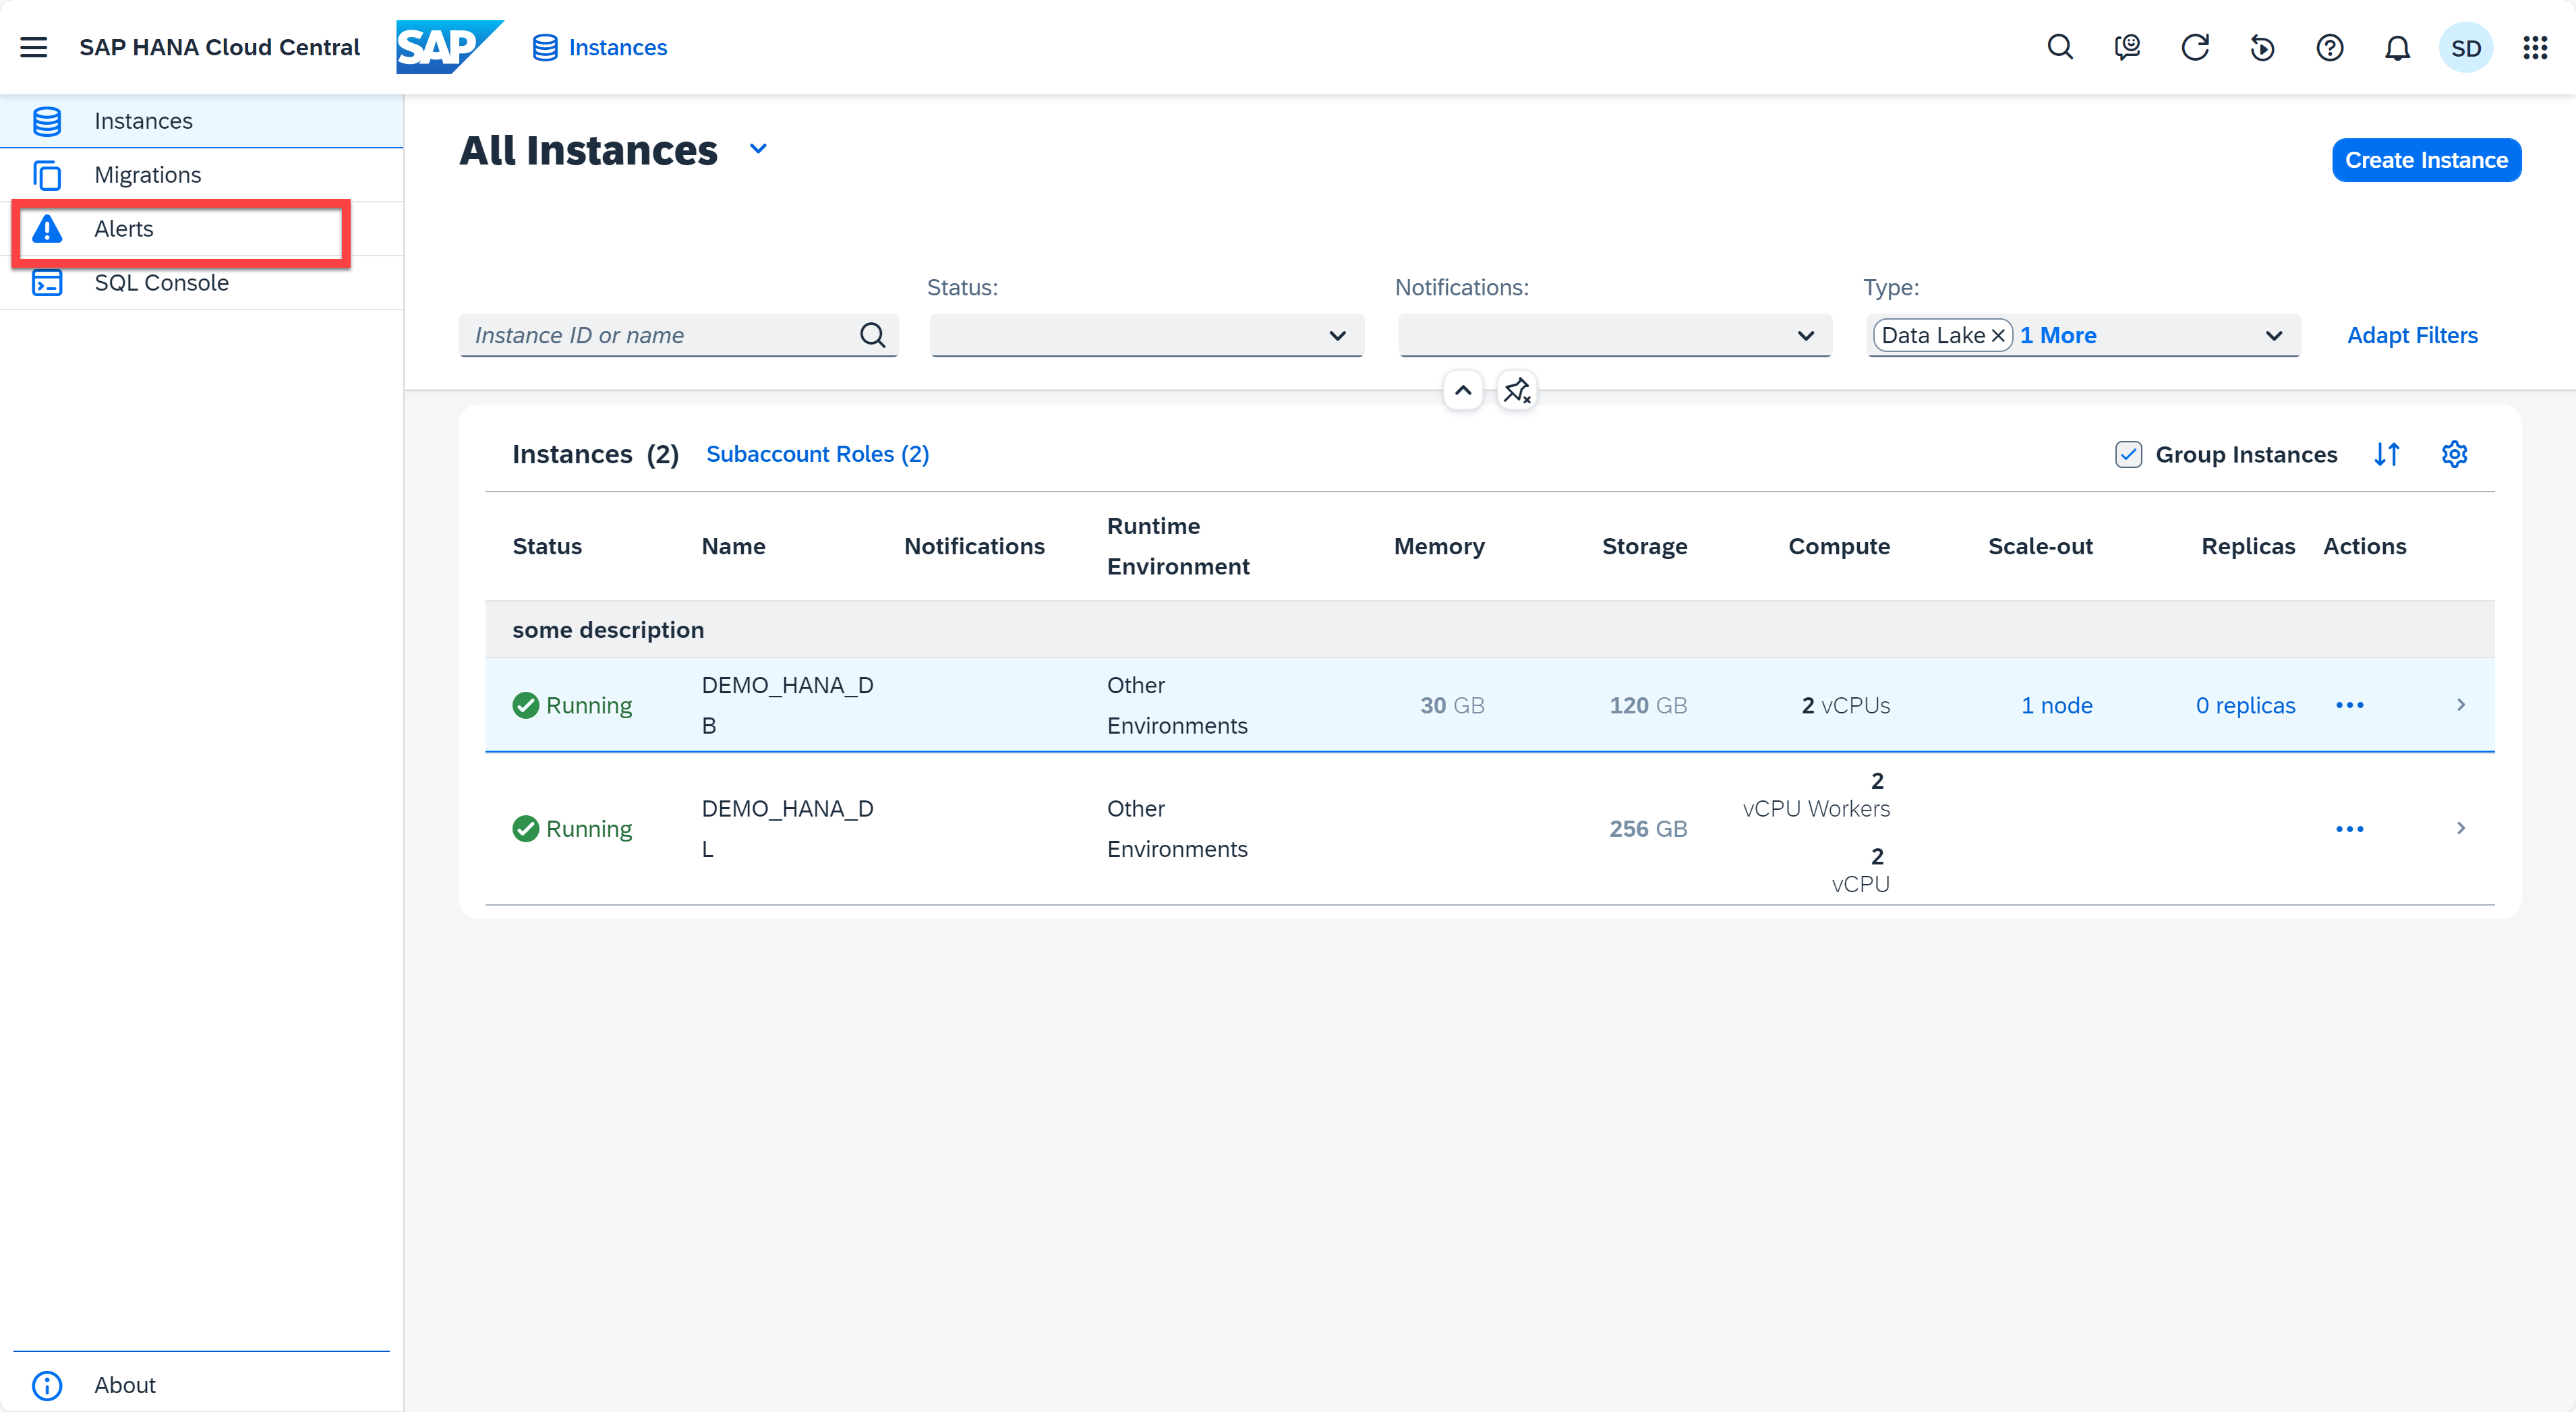 SAP HANA Cloud Central
SAP
Instances
SD
Instances
Migrations
Alerts
SQL Console
About
All Instances
Create Instance
Status:
Notifications:
Type:
Instance ID or name
Data Lake
1 More
Adapt Filters
Instances (2)
Subaccount Roles (2)
Group Instances
Status
Name
Notifications
Runtime
Environment
Memory
Storage
Compute
Scale-out
Replicas
Actions
some description
Running
DEMO_HANA_D
B
Other
Environments
30 GB
120 GB
2 vCPUs
1 node
0 replicas
Running
DEMO_HANA_D
L
Other
Environments
256 GB
2
vCPU Workers
2
vCPU